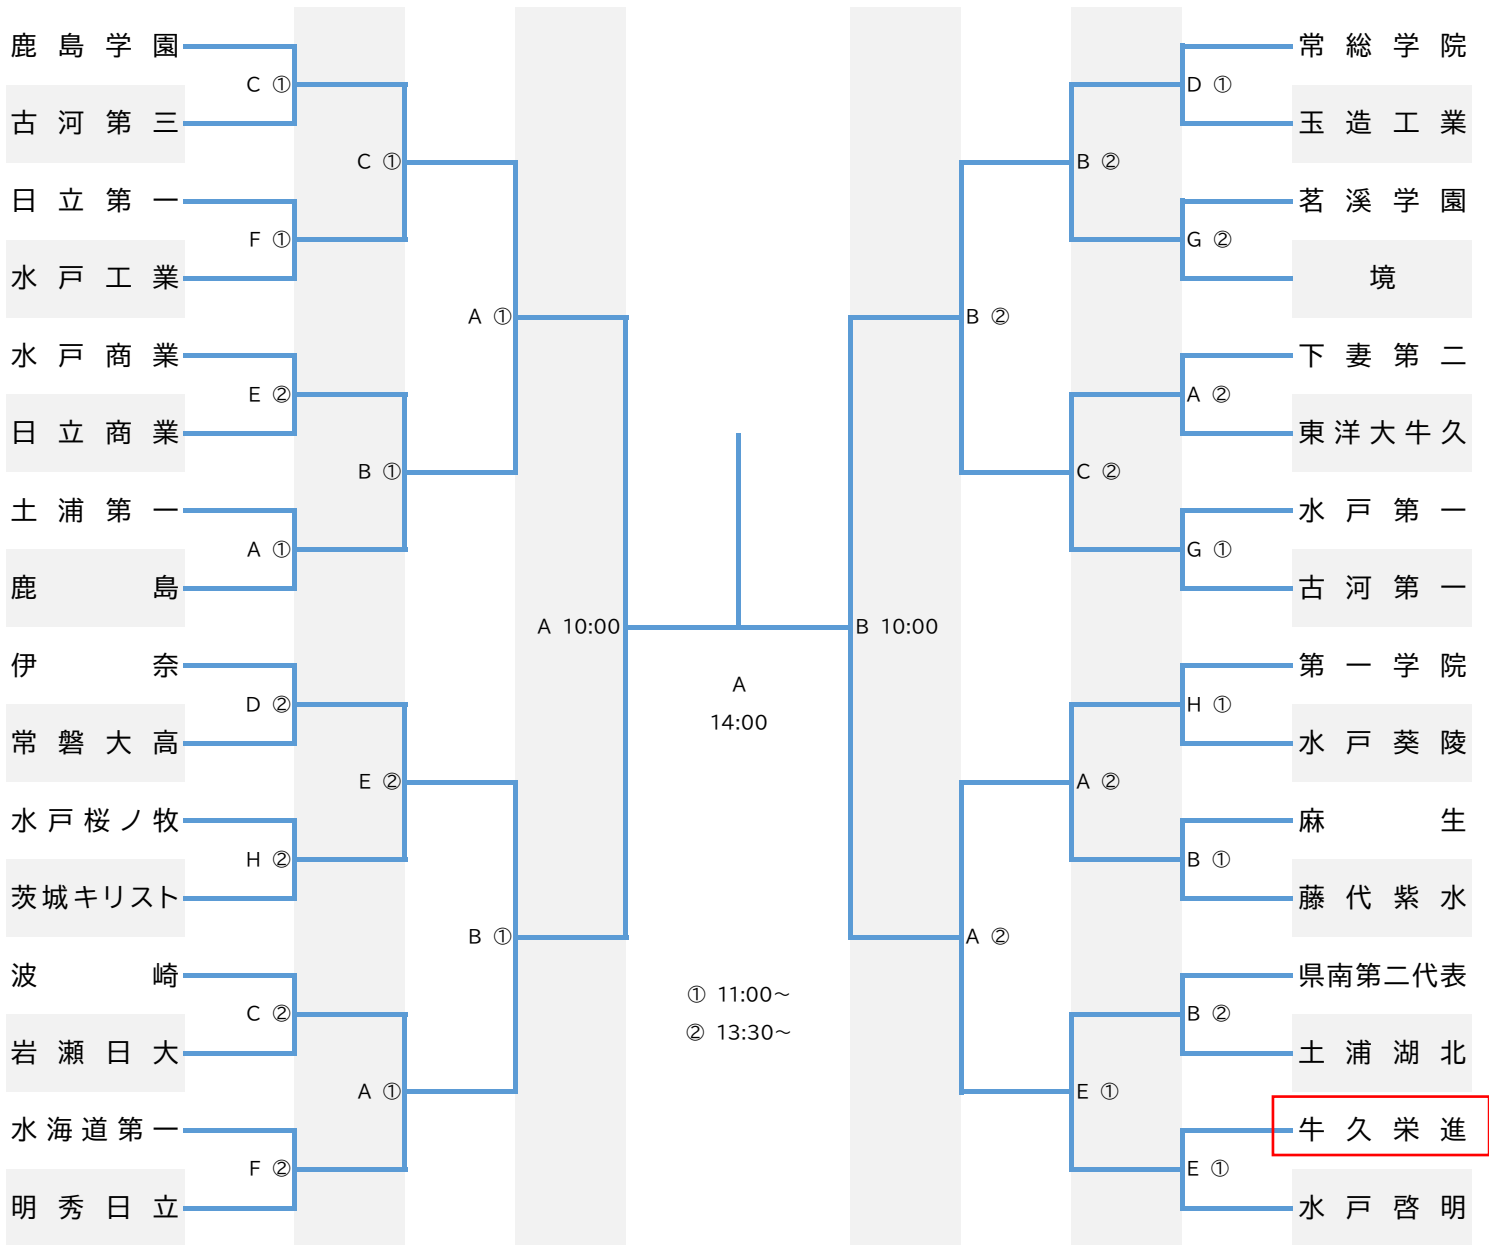 鹿島学園
C ①
古河第三
C ①
日立第一
F ①
水戸工業
A ①
水戸商業
E ②
日立商業
B ①
土浦第一
A ①
鹿島
A 10:00
伊奈
D ②
常磐大高
E ②
水戸桜ノ牧
H ②
茨城キリスト
B ①
波崎
C ②
岩瀬日大
A ①
水海道第一
F ②
明秀日立
A
14:00
① 11:00～
② 13:30～
常総学院
D ①
玉造工業
B ②
茗溪学園
G ②
境
B ②
下妻第二
A ②
東洋大牛久
C ②
水戸第一
G ①
古河第一
B 10:00
第一学院
H ①
水戸葵陵
A ②
麻生
B ①
藤代紫水
A ②
県南第二代表
B ②
土浦湖北
E ①
牛久栄進
E ①
水戸啓明